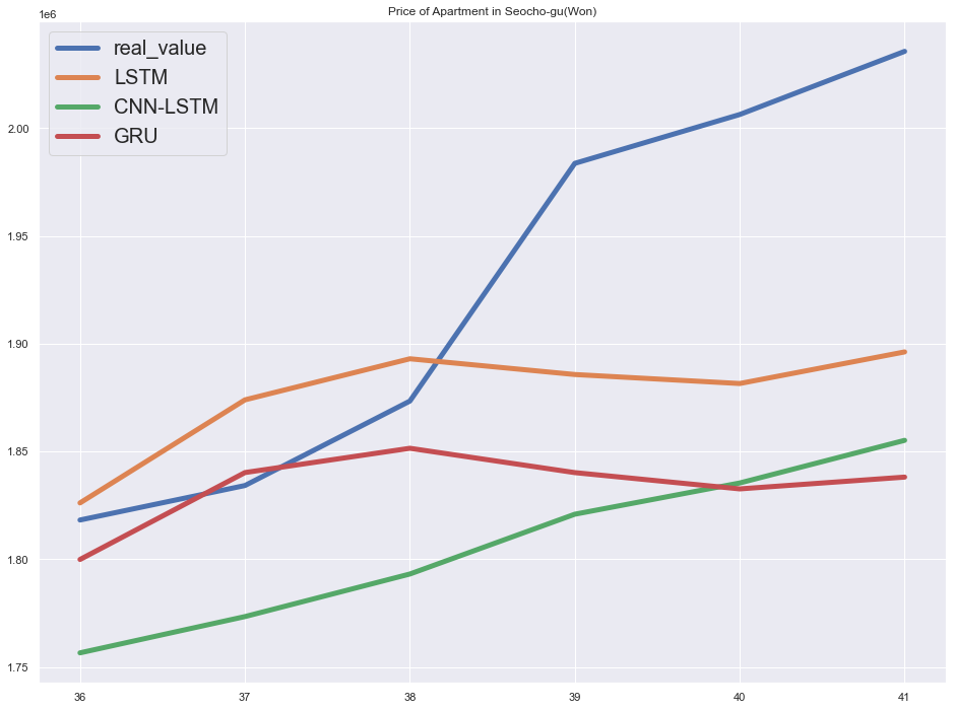 Price of Apartment in Seocho-gu(Won)
1e6
real_value
LSTM
CNN-LSTM
GRU
2.00
1.95
1.90
1.85
1.80
1.75
36 37 38 39 40 41